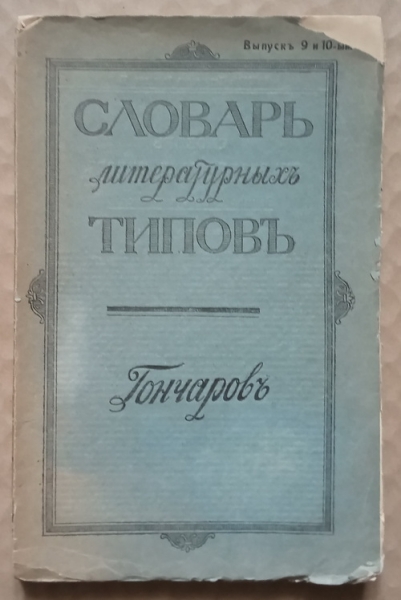 Выпускъ 9 и 10-ый
СЛОВАРЬ
литературныхъ
ТИПОВЪ
Гончаровъ